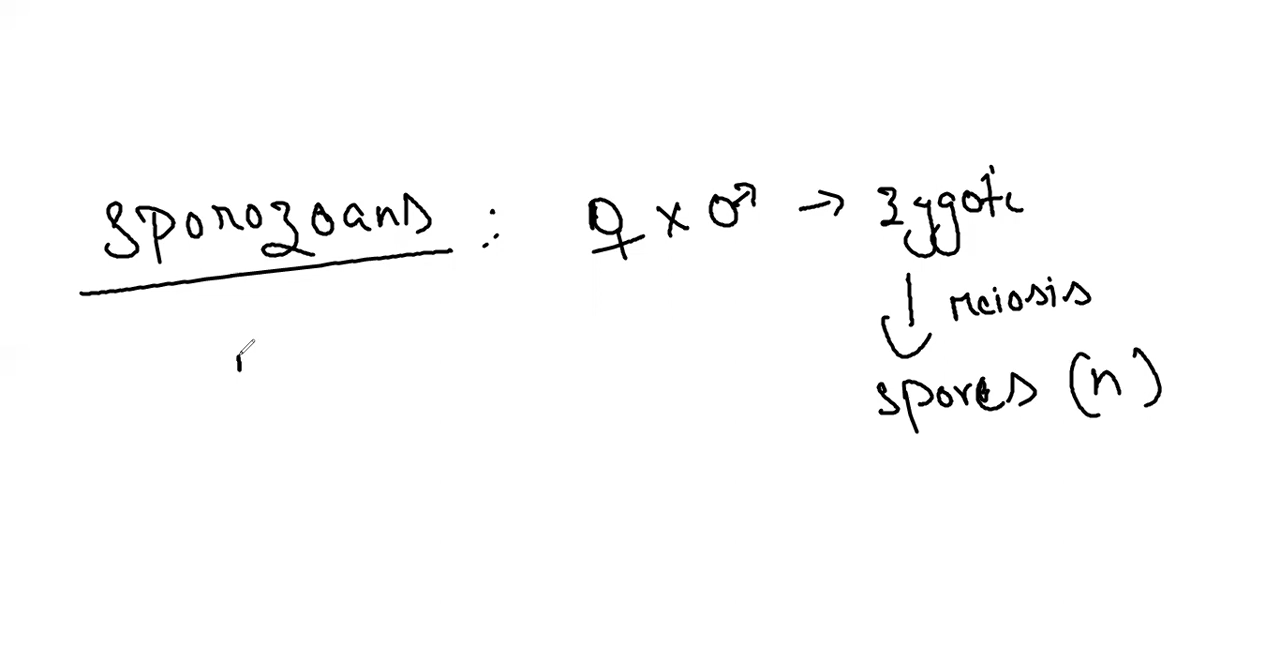 Sporozoans : ♀ x ♂ → Zygote
↓ meiosis
spores (n)